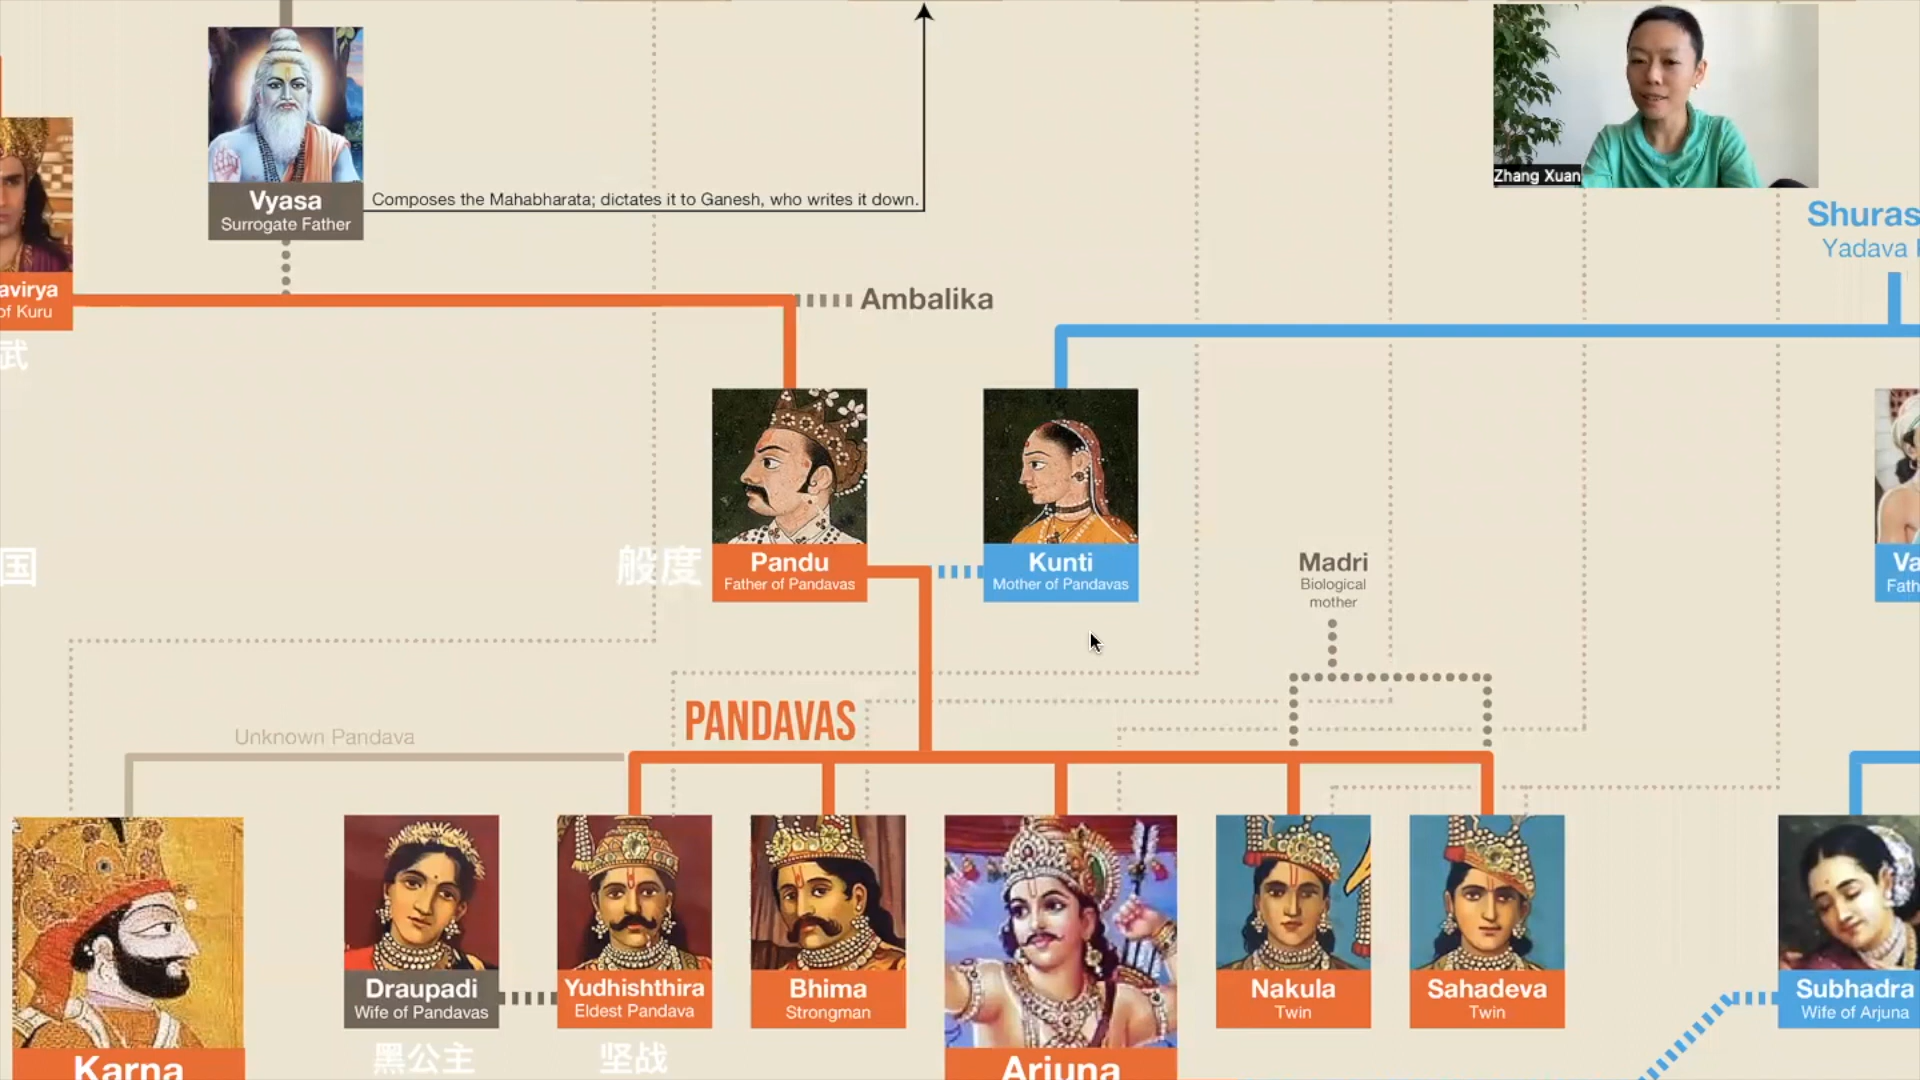 Zhang Xuan
Vyasa
Surrogate Father
Composes the Mahabharata; dictates it to Ganesh, who writes it down.
Shuras
Yadava
avirya
of Kuru
武
Ambalika
国
般度
Pandu
Father of Pandavas
Kunti
Mother of Pandavas
Madri
Biological
mother
Va
Fath
PANDAVAS
Unknown Pandava
Draupadi
Wife of Pandavas
黑公主
Yudhishthira
Eldest Pandava
坚战
Bhima
Strongman
Nakula
Twin
Sahadeva
Twin
Subhadra
Wife of Arjuna
Karna
Arjuna